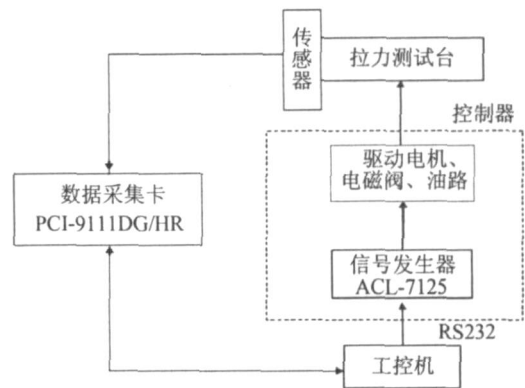 传感器
拉力测试台
控制器
驱动电机、
电磁阀、油路
数据采集卡
PCI-9111DG/HR
信号发生器
ACL-7125
RS232
工控机